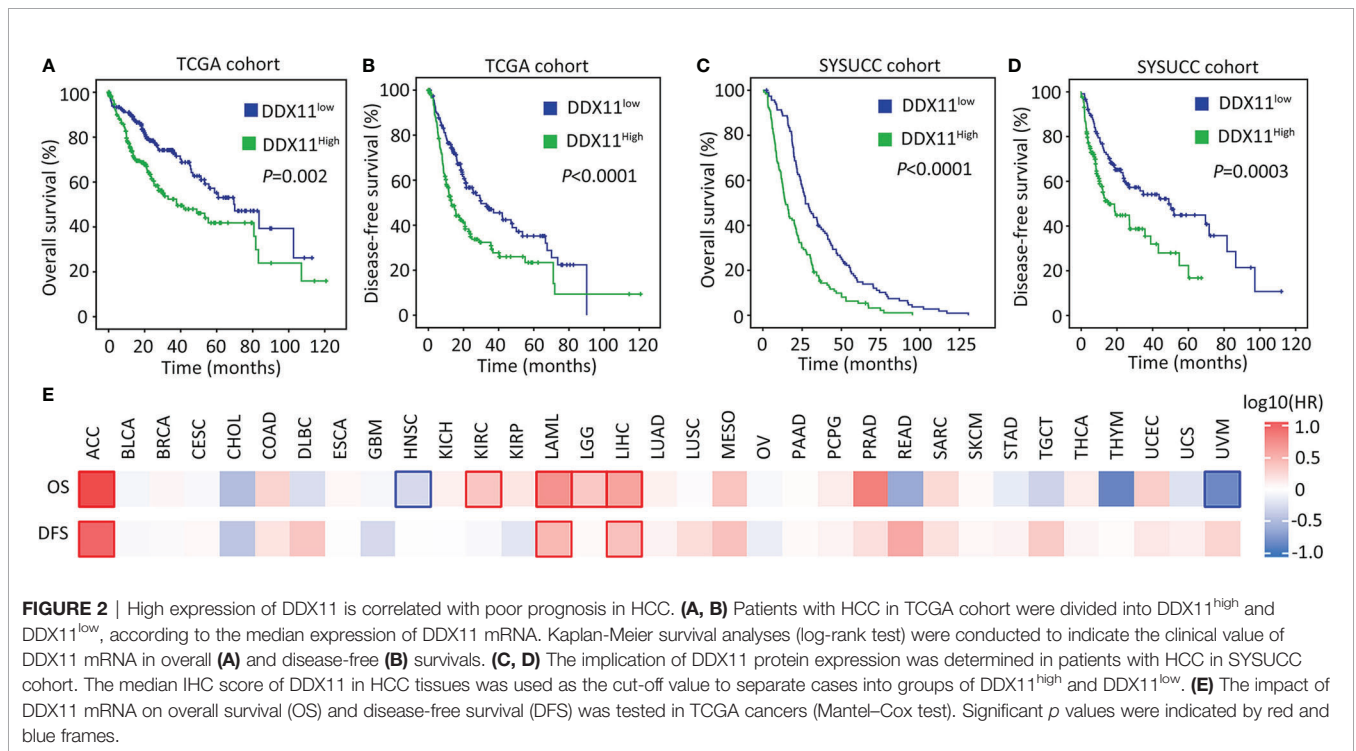 A
TCGA cohort
Overall survival (%)
100
80
60
40
20
0
DDX11low
DDX11High
P=0.002
0 20 40 60 80 100 120
Time (months)
B
TCGA cohort
Disease-free survival (%)
100
80
60
40
20
0
DDX11low
DDX11High
P<0.0001
0 20 40 60 80 100 120
Time (months)
C
SYSUCC cohort
Overall survival (%)
100
80
60
40
20
0
DDX11low
DDX11High
P<0.0001
0 25 50 75 100 125
Time (months)
D
SYSUCC cohort
Disease-free survival (%)
100
80
60
40
20
0
DDX11low
DDX11High
P=0.0003
0 20 40 60 80 100 120
Time (months)
E
ACC BLCA BRCA CESC CHOL COAD DLBC ESCA GBM HNSC KICH KIRC KIRP LAML LGG LIHC LUAD LUSC MESO OV PAAD PCPG PRAD READ SARC SKCM STAD TGCT THCA THYM UCEC UCS UVM
OS
DFS
log10(HR)
1.0
0.5
0
-0.5
-1.0
FIGURE 2 | High expression of DDX11 is correlated with poor prognosis in HCC. (A, B) Patients with HCC in TCGA cohort were divided into DDX11high and
DDX11low, according to the median expression of DDX11 mRNA. Kaplan-Meier survival analyses (log-rank test) were conducted to indicate the clinical value of
DDX11 mRNA in overall (A) and disease-free (B) survivals. (C, D) The implication of DDX11 protein expression was determined in patients with HCC in SYSUCC
cohort. The median IHC score of DDX11 in HCC tissues was used as the cut-off value to separate cases into groups of DDX11high and DDX11low. (E) The impact of
DDX11 mRNA on overall survival (OS) and disease-free survival (DFS) was tested in TCGA cancers (Mantel–Cox test). Significant p values were indicated by red and
blue frames.